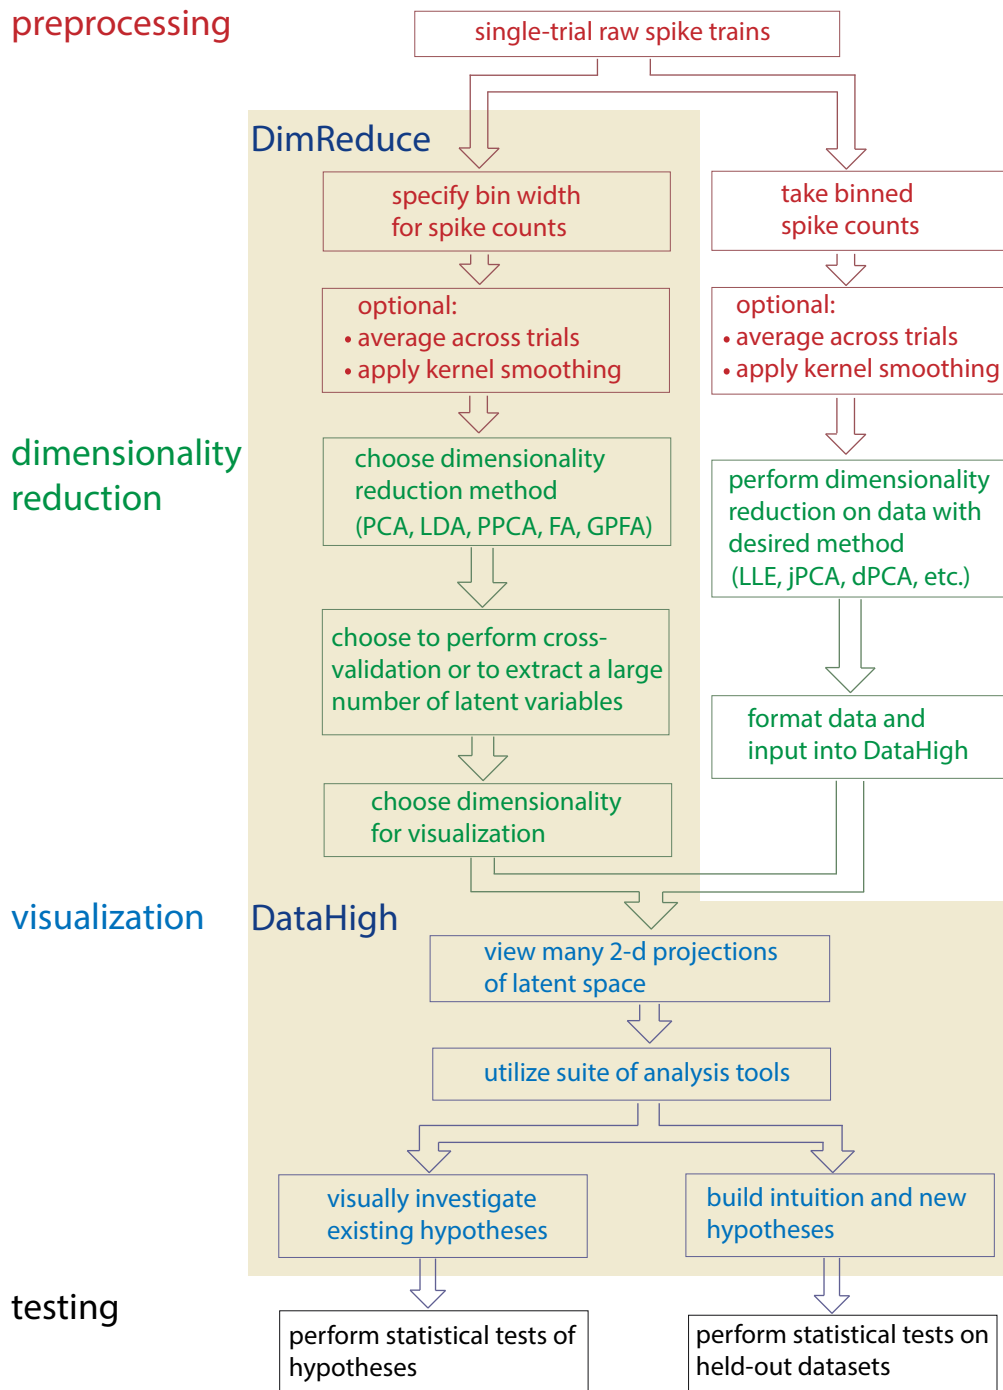 preprocessing
single-trial raw spike trains
DimReduce
specify bin width
for spike counts
take binned
spike counts
optional:
• average across trials
• apply kernel smoothing
optional:
• average across trials
• apply kernel smoothing
dimensionality
reduction
choose dimensionality
reduction method
(PCA, LDA, PPCA, FA, GPFA)
perform dimensionality
reduction on data with
desired method
(LLE, jPCA, dPCA, etc.)
choose to perform cross-
validation or to extract a large
number of latent variables
format data and
input into DataHigh
choose dimensionality
for visualization
visualization
DataHigh
view many 2-d projections
of latent space
utilize suite of analysis tools
visually investigate
existing hypotheses
build intuition and new
hypotheses
testing
perform statistical tests of
hypotheses
perform statistical tests on
held-out datasets